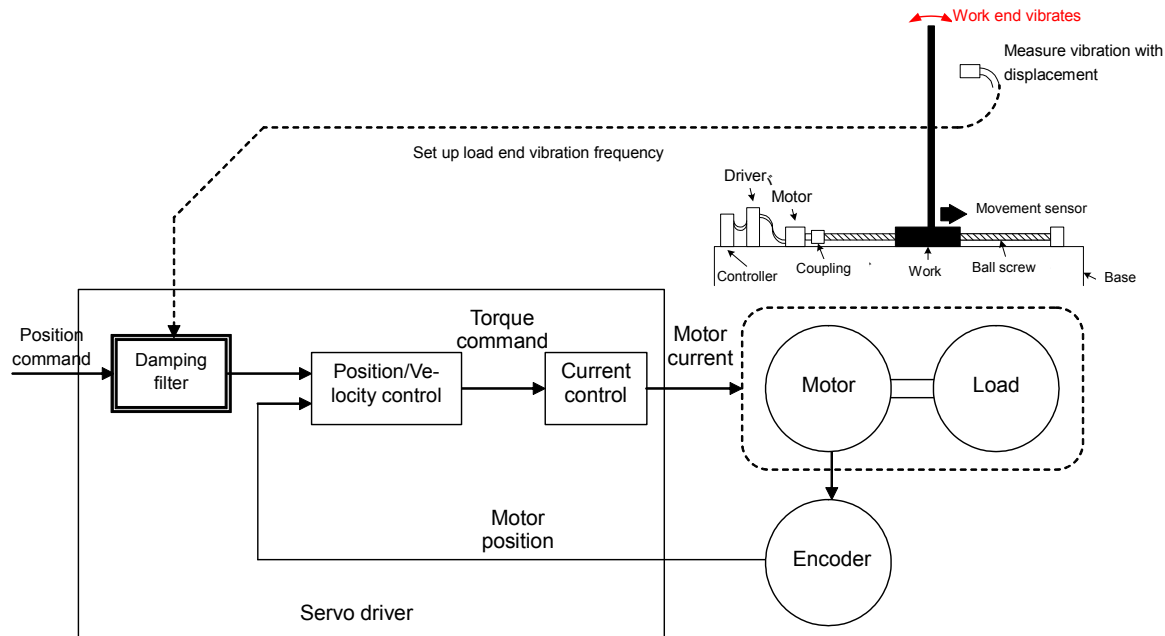 Work end vibrates
Measure vibration with
displacement
Set up load end vibration frequency
Driver
Motor
Movement sensor
Controller
Coupling
Work
Ball screw
Base
Position
command
Damping
filter
Position/Ve-
locity control
Torque
command
Current
control
Motor
current
Motor
Load
Motor
position
Encoder
Servo driver